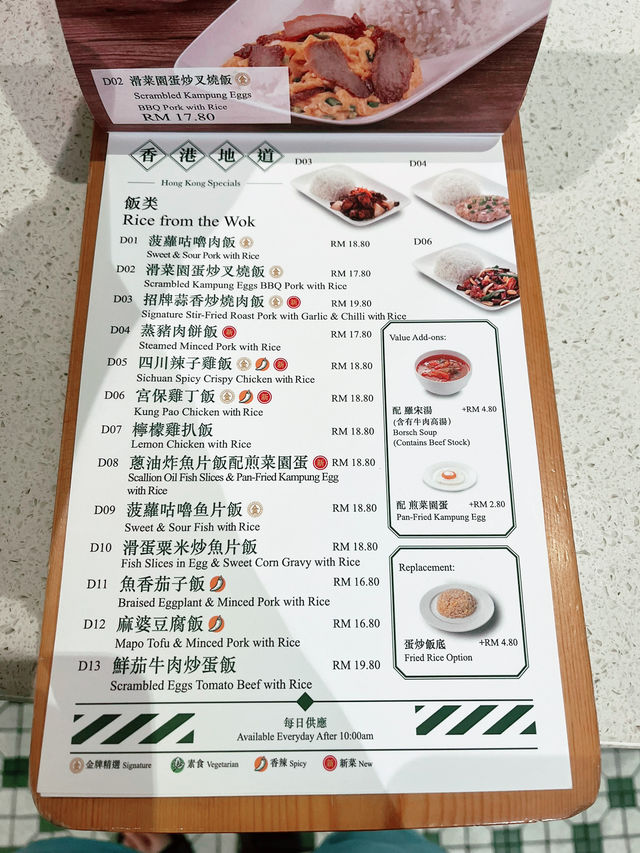 D02 滑菜園蛋炒叉燒飯
Scrambled Kampung Eggs
BBQ Pork with Rice
RM 17.80
香港地道
Hong Kong Specials
飯类
Rice from the Wok
D01 菠蘿咕嚕肉飯 RM 18.80
Sweet & Sour Pork with Rice
D02 滑菜園蛋炒叉燒飯 RM 17.80
Scrambled Kampung Eggs BBQ Pork with Rice
D03 招牌蒜香炒燒肉飯 新 RM 19.80
Signature Stir-Fried Roast Pork with Garlic & Chilli with Rice
D04 蒸豬肉餅飯 新 RM 17.80
Steamed Minced Pork with Rice
D05 四川辣子雞飯 新 RM 18.80
Sichuan Spicy Crispy Chicken with Rice
D06 宮保雞丁飯 新 RM 18.80
Kung Pao Chicken with Rice
D07 檸檬雞扒飯 RM 18.80
Lemon Chicken with Rice
D08 蔥油炸魚片飯配煎菜園蛋 新 RM 18.80
Scallion Oil Fish Slices & Pan-Fried Kampung Egg
with Rice
D09 菠蘿咕嚕鱼片飯 RM 18.80
Sweet & Sour Fish with Rice
D10 滑蛋粟米炒魚片飯 RM 18.80
Fish Slices in Egg & Sweet Corn Gravy with Rice
D11 魚香茄子飯 RM 16.80
Braised Eggplant & Minced Pork with Rice
D12 麻婆豆腐飯 RM 16.80
Mapo Tofu & Minced Pork with Rice
D13 鮮茄牛肉炒蛋飯 RM 19.80
Scrambled Eggs Tomato Beef with Rice
D03
D04
D06
Value Add-ons:
配 羅宋湯 +RM 4.80
(含有牛肉高湯)
Borsch Soup
(Contains Beef Stock)
配 煎菜園蛋 +RM 2.80
Pan-Fried Kampung Egg
Replacement:
蛋炒飯底 +RM 4.80
Fried Rice Option
每日供應
Available Everyday After 10:00am
金牌精選 Signature 素食 Vegetarian 香辣 Spicy 新 新菜 New